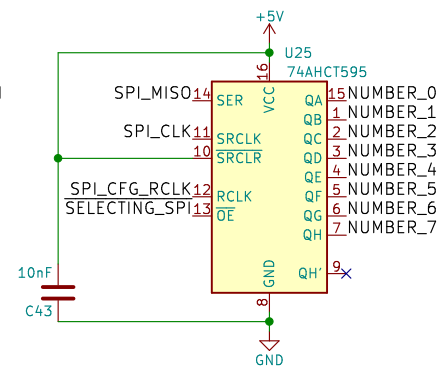 +5V
U25
74AHCT595
16
VCC
SPI_MISO 14 SER QA 15 NUMBER_0
QB 1 NUMBER_1
SPI_CLK 11 SRCLK QC 2 NUMBER_2
10 SRCLR QD 3 NUMBER_3
QE 4 NUMBER_4
SPI_CFG_RCLK 12 RCLK QF 5 NUMBER_5
SELECTING_SPI 13 OE QG 6 NUMBER_6
QH 7 NUMBER_7
10nF
C43
GND
QH' 9
8
GND